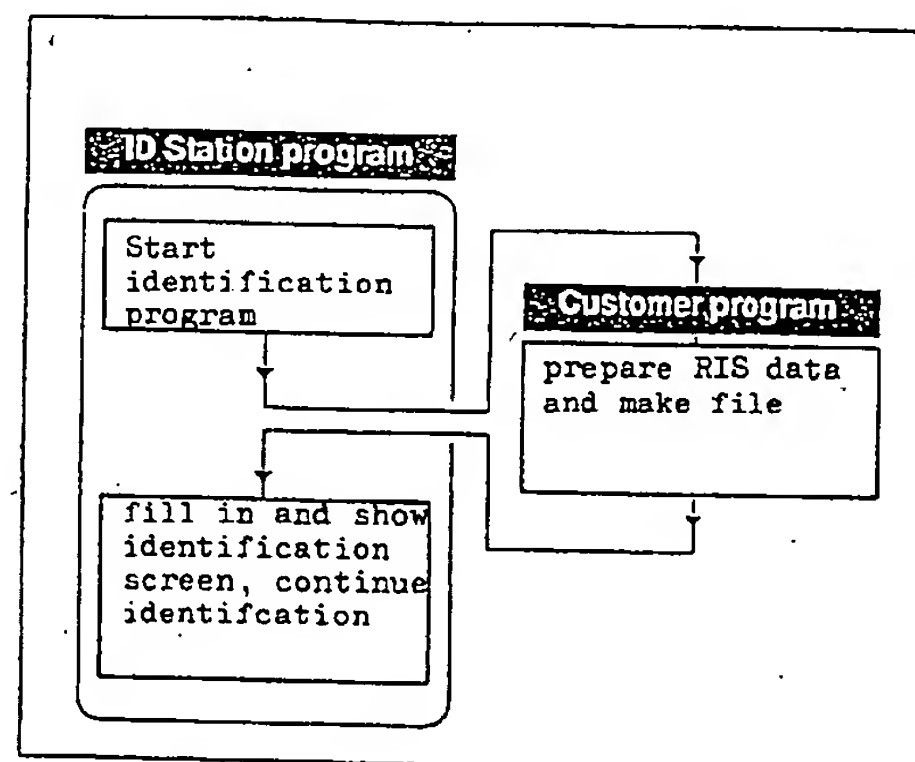 ID Station program
Start
identification
program
Customer program
prepare RIS data
and make file
fill in and show
identification
screen, continue
identifcation